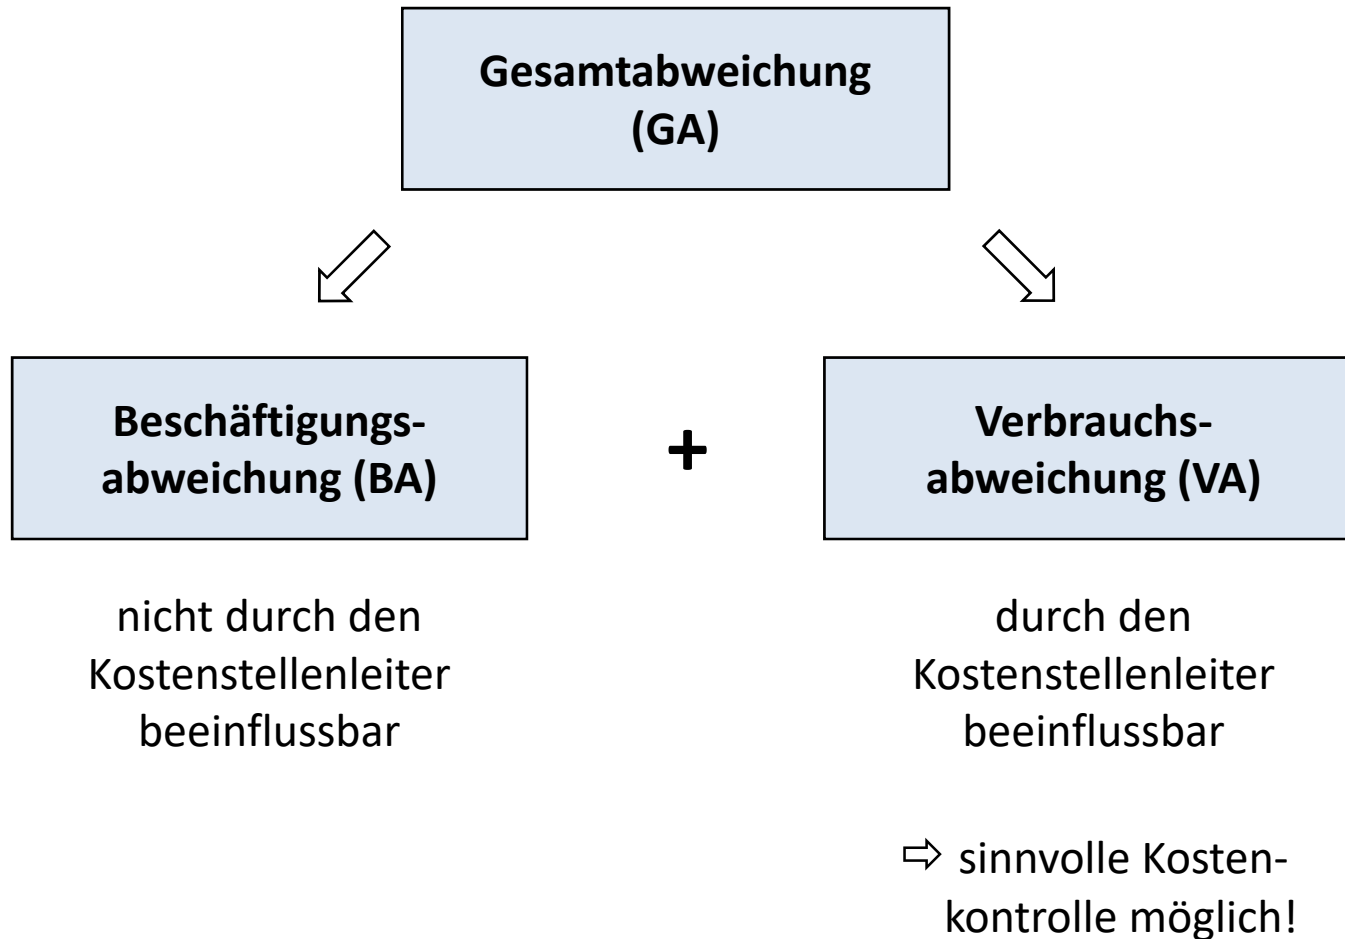 Gesamtabweichung
(GA)
Beschäftigungs-
abweichung (BA)
+
Verbrauchs-
abweichung (VA)
nicht durch den
Kostenstellenleiter
beeinflussbar
durch den
Kostenstellenleiter
beeinflussbar
⇨ sinnvolle Kosten-
kontrolle möglich!